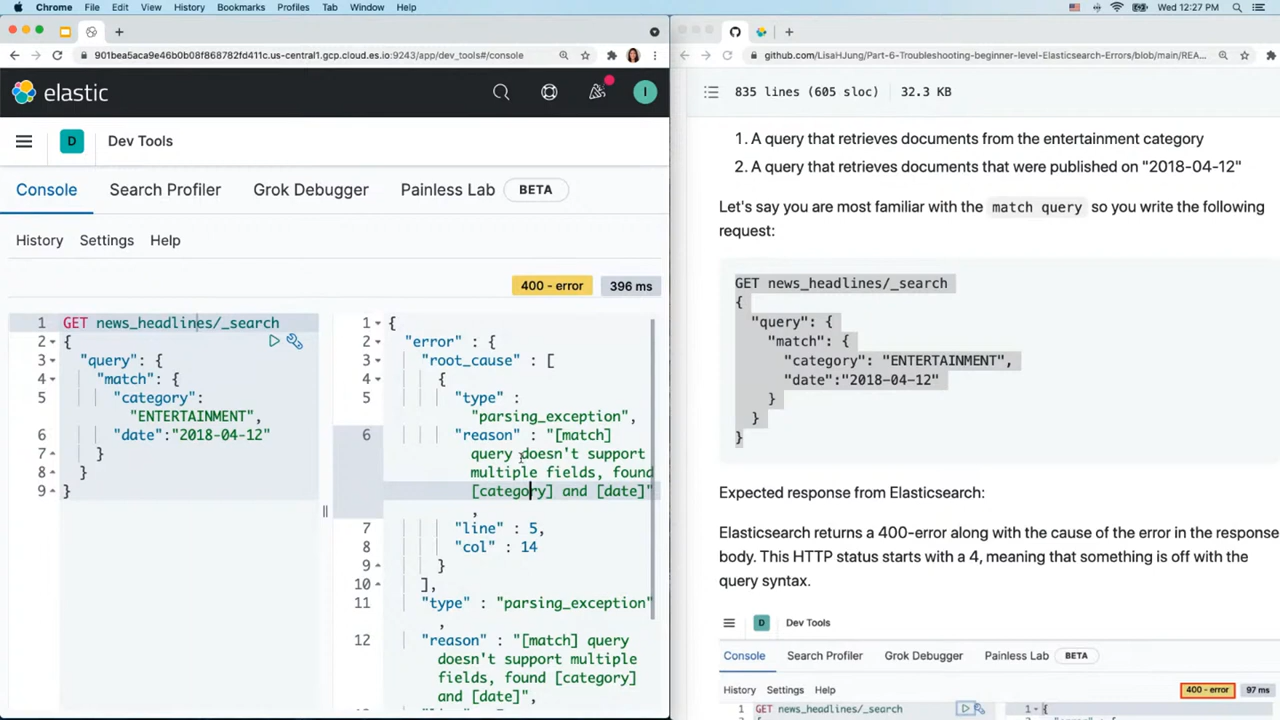 Chrome File Edit View History Bookmarks Profiles Tab Window Help
Wed 12:27 PM
901bea5aca9e46b0b08f868782fd411c.us-central1.gcp.cloud.es.io:9243/app/dev_tools#/console
elastic
I
D Dev Tools
Console Search Profiler Grok Debugger Painless Lab BETA
History Settings Help
400 - error 396 ms
1 GET news_headlines/_search
2 {
3 "query": {
4 "match": {
5 "category":
"ENTERTAINMENT",
6 "date":"2018-04-12"
7 }
8 }
9 }
1 {
2 "error" : {
3 "root_cause" : [
4 {
5 "type" :
"parsing_exception",
6 "reason" : "[match]
query doesn't support
multiple fields, found
[category] and [date]"
,
7 "line" : 5,
8 "col" : 14
9 }
10 ],
11 "type" : "parsing_exception"
,
12 "reason" : "[match] query
doesn't support multiple
fields, found [category]
and [date]",
github.com/LisaHJung/Part-6-Troubleshooting-beginner-level-Elasticsearch-Errors/blob/main/REA...
835 lines (605 sloc) 32.3 KB
1. A query that retrieves documents from the entertainment category
2. A query that retrieves documents that were published on "2018-04-12"
Let's say you are most familiar with the match query so you write the following
request:
GET news_headlines/_search
{
"query": {
"match": {
"category": "ENTERTAINMENT",
"date":"2018-04-12"
}
}
}
Expected response from Elasticsearch:
Elasticsearch returns a 400-error along with the cause of the error in the response
body. This HTTP status starts with a 4, meaning that something is off with the
query syntax.
D Dev Tools
Console Search Profiler Grok Debugger Painless Lab BETA
History Settings Help
400 - error 97 ms
1 GET news_headlines/_search
1 {